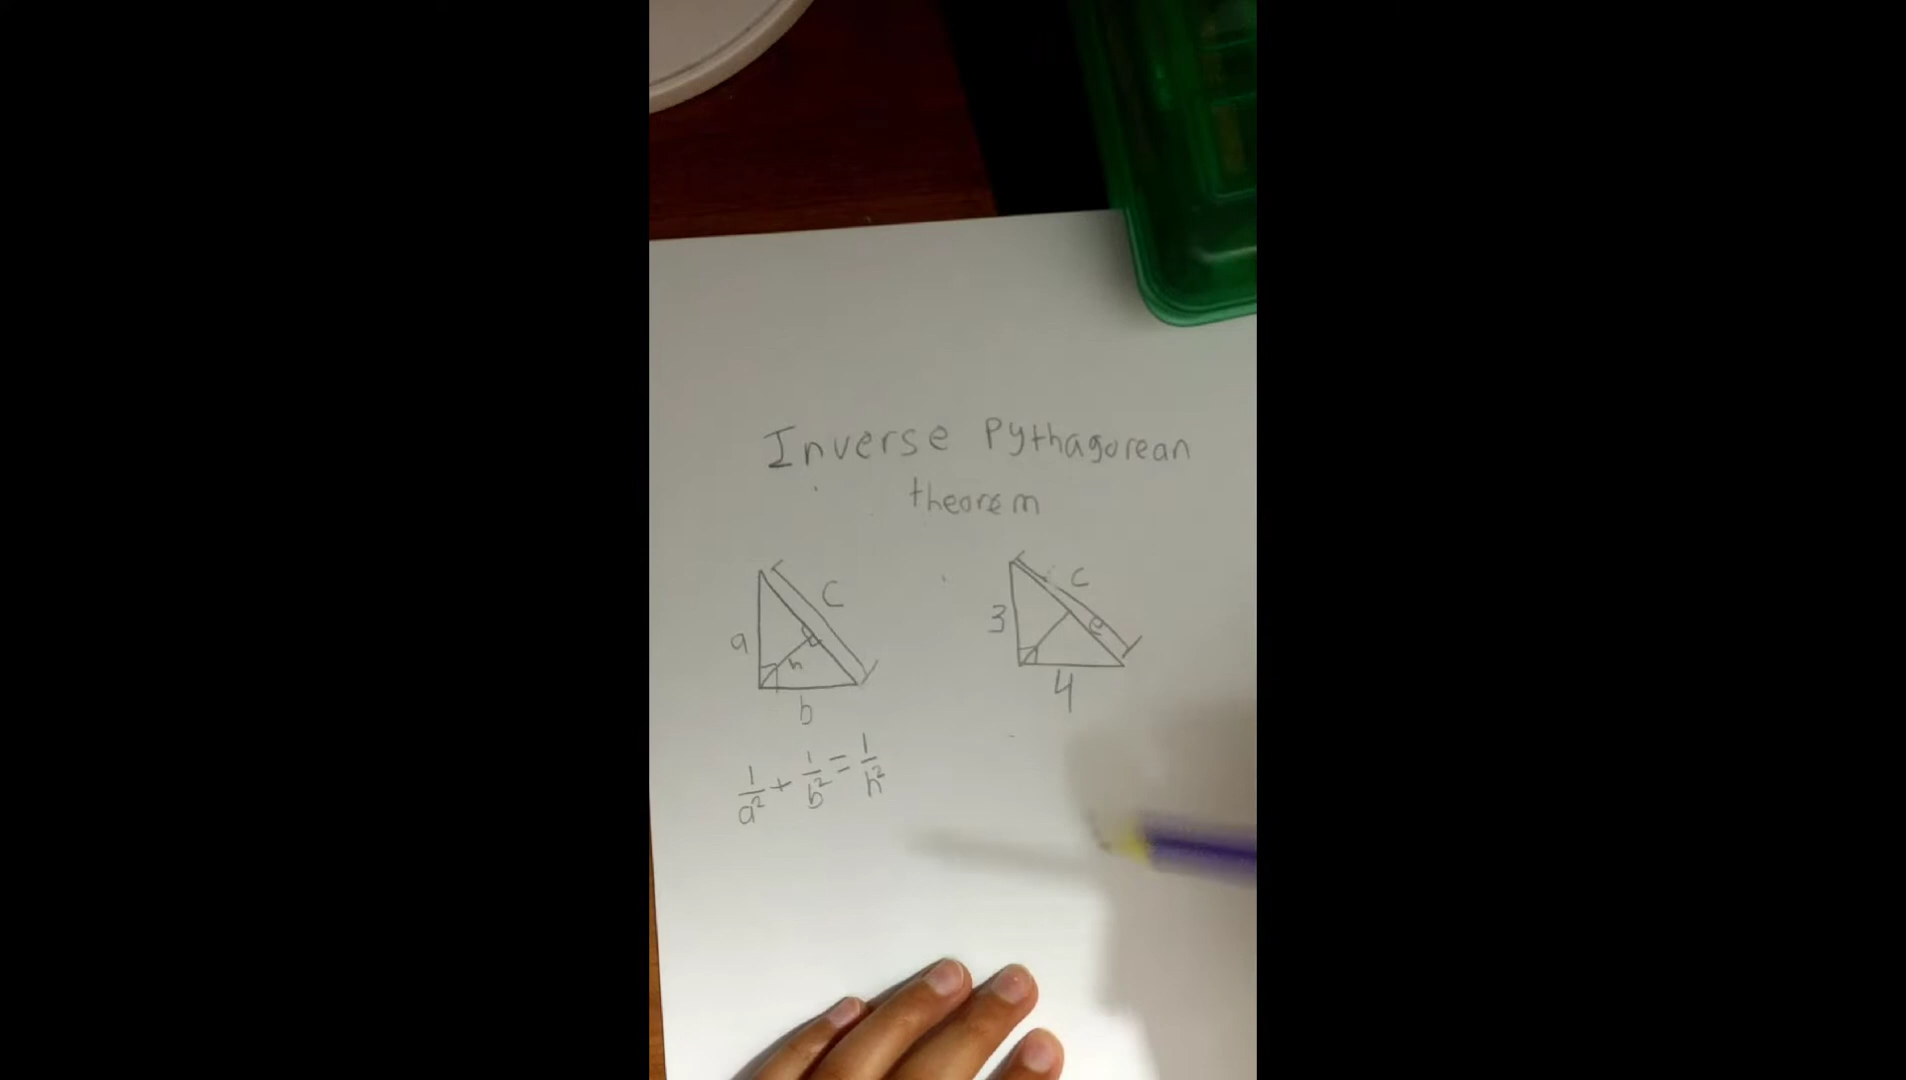 Inverse Pythagorean
theorem
a
c
h
b
3
c
e
4
1/a² + 1/b² = 1/h²